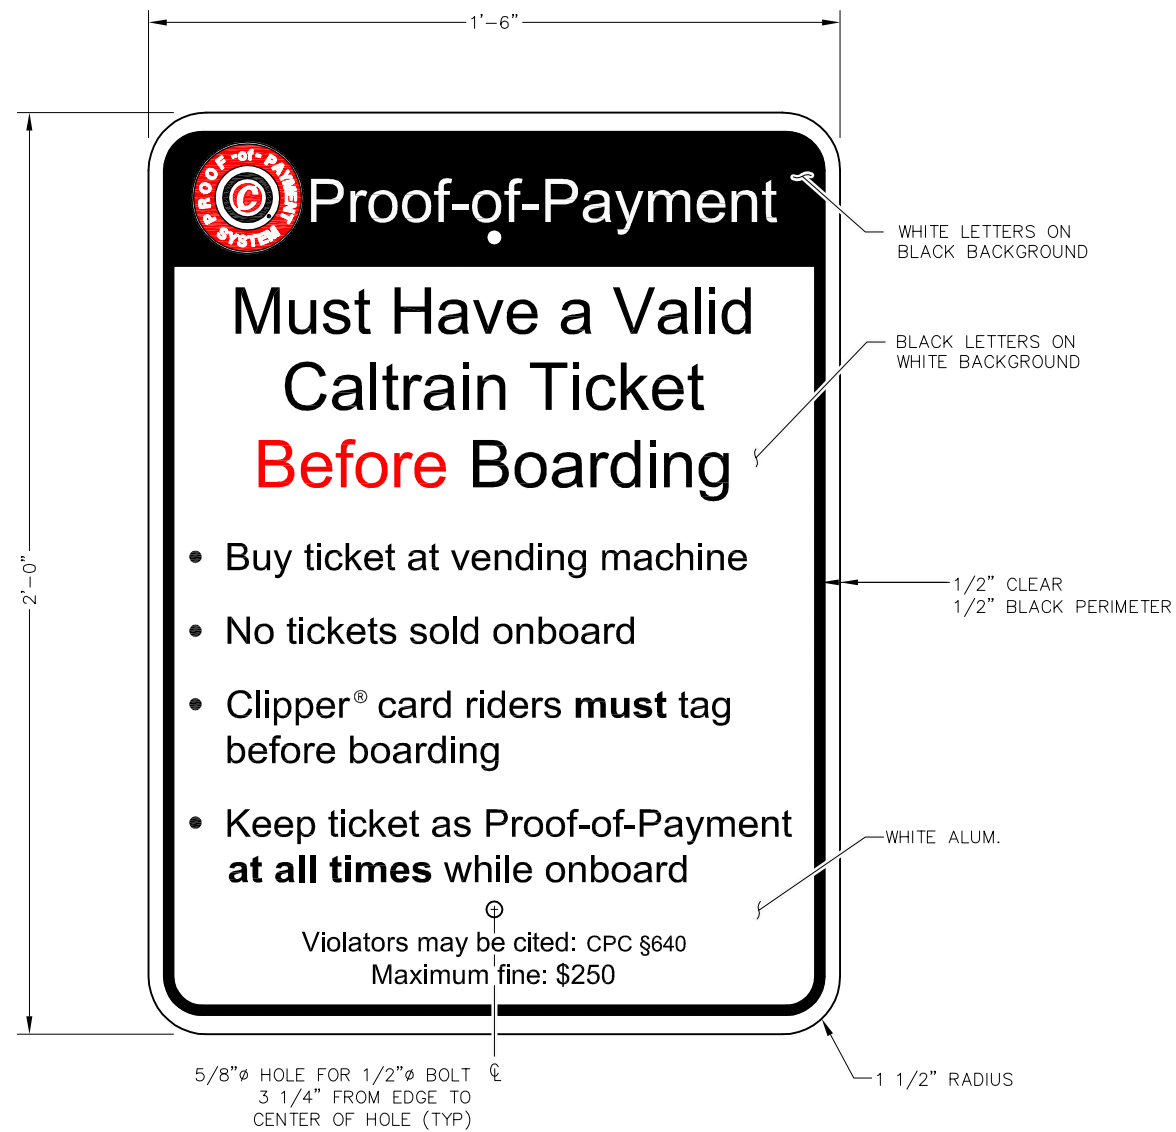 1'-6"
PROOF-of-PAYMENT
C
SYSTEM
Proof-of-Payment
WHITE LETTERS ON
BLACK BACKGROUND
Must Have a Valid
Caltrain Ticket
Before Boarding
BLACK LETTERS ON
WHITE BACKGROUND
2'-0"
• Buy ticket at vending machine
1/2" CLEAR
1/2" BLACK PERIMETER
• No tickets sold onboard
• Clipper® card riders must tag
before boarding
• Keep ticket as Proof-of-Payment
at all times while onboard
WHITE ALUM.
Violators may be cited: CPC §640
Maximum fine: $250
5/8"ø HOLE FOR 1/2"ø BOLT
3 1/4" FROM EDGE TO
CENTER OF HOLE (TYP)
℄
1 1/2" RADIUS